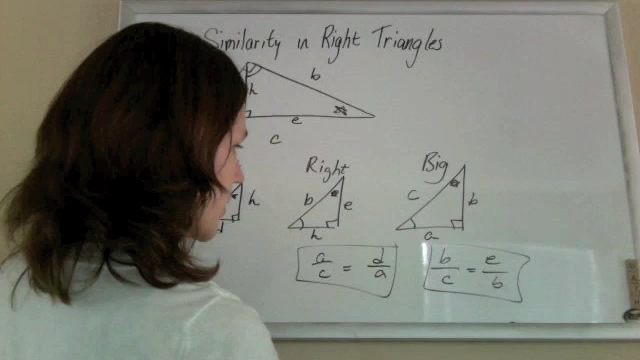 Similarity in Right Triangles
b
h
e
c
Right Big
h b e c b
h a
a/c = d/a b/c = e/b